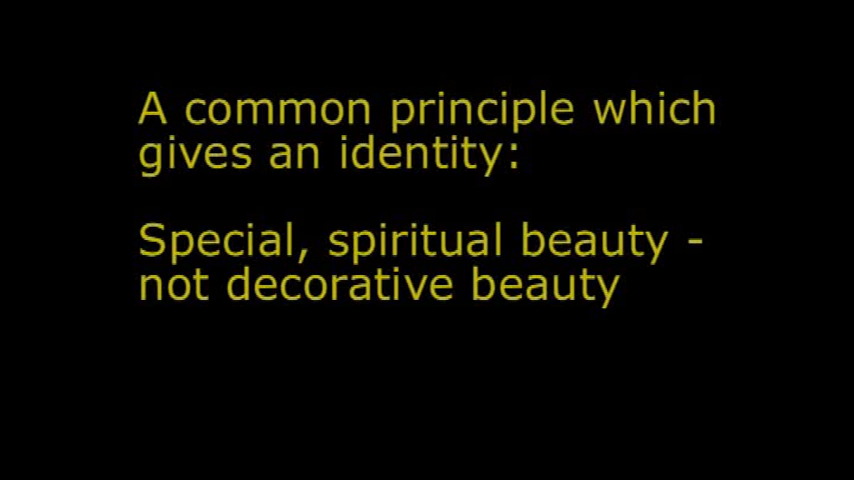 A common principle which
gives an identity:
Special, spiritual beauty -
not decorative beauty